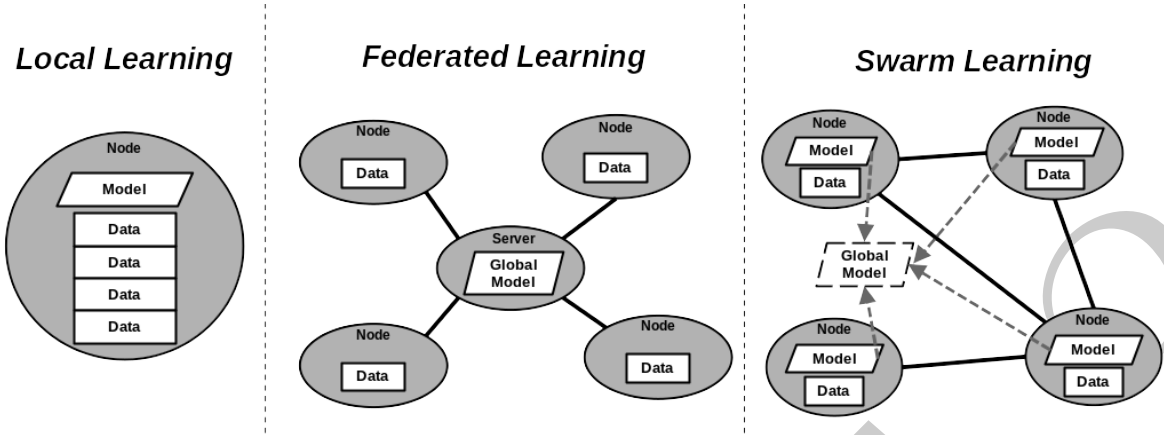 Local Learning
Node
Model
Data
Data
Data
Data
Federated Learning
Node
Data
Node
Data
Server
Global
Model
Node
Data
Node
Data
Swarm Learning
Node
Model
Data
Node
Model
Data
Global
Model
Node
Model
Data
Node
Model
Data